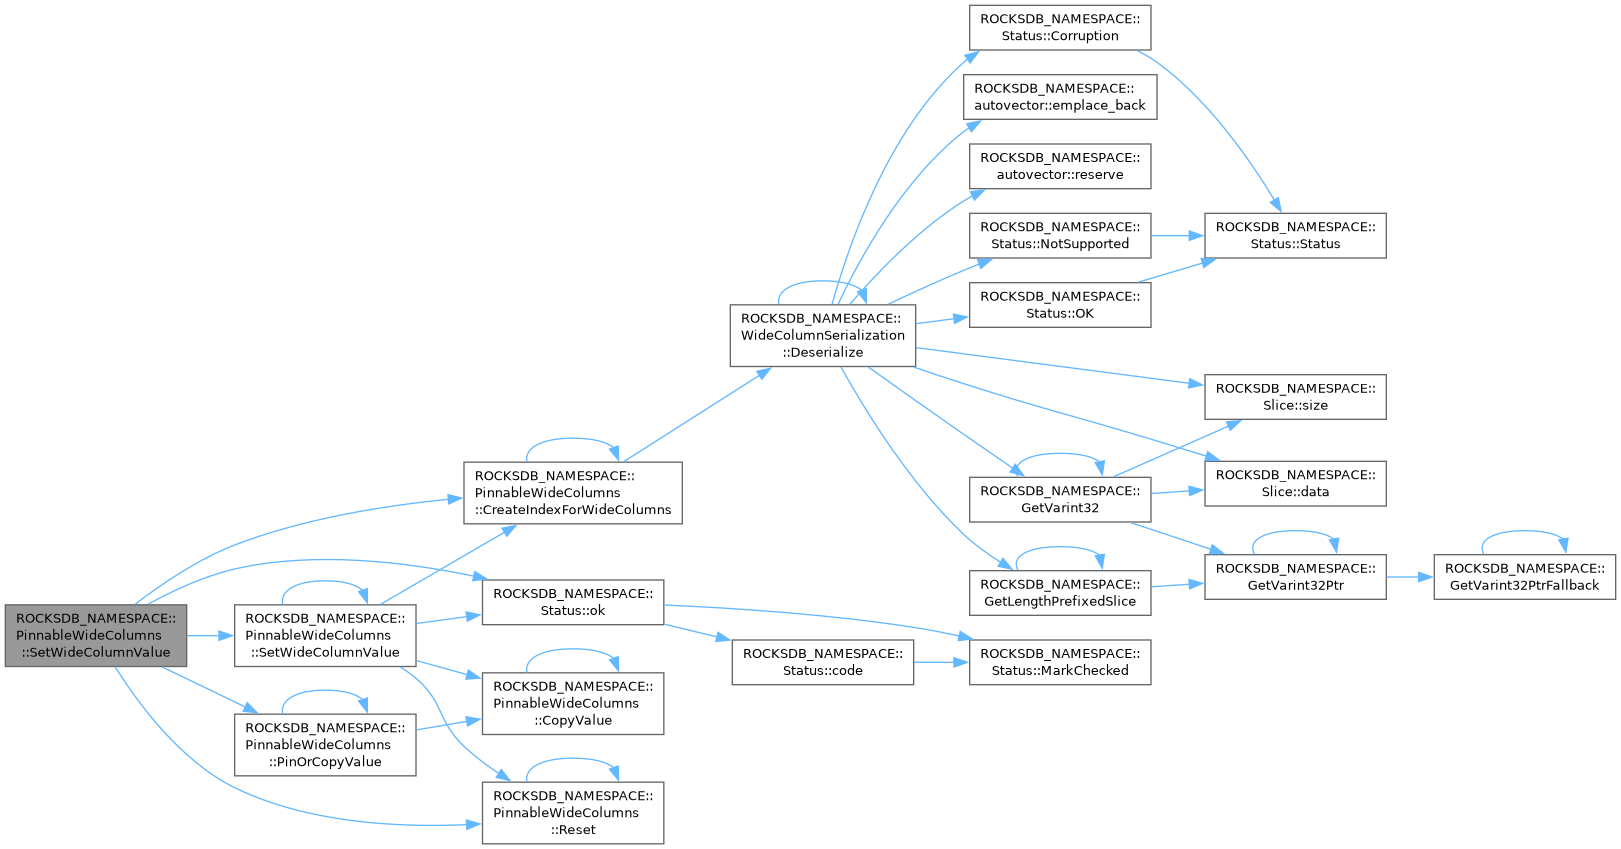 ROCKSDB_NAMESPACE::
PinnableWideColumns
::SetWideColumnValue
ROCKSDB_NAMESPACE::
PinnableWideColumns
::SetWideColumnValue
ROCKSDB_NAMESPACE::
PinnableWideColumns
::PinOrCopyValue
ROCKSDB_NAMESPACE::
PinnableWideColumns
::CreateIndexForWideColumns
ROCKSDB_NAMESPACE::
Status::ok
ROCKSDB_NAMESPACE::
PinnableWideColumns
::CopyValue
ROCKSDB_NAMESPACE::
PinnableWideColumns
::Reset
ROCKSDB_NAMESPACE::
WideColumnSerialization
::Deserialize
ROCKSDB_NAMESPACE::
Status::code
ROCKSDB_NAMESPACE::
Status::Corruption
ROCKSDB_NAMESPACE::
autovector::emplace_back
ROCKSDB_NAMESPACE::
autovector::reserve
ROCKSDB_NAMESPACE::
Status::NotSupported
ROCKSDB_NAMESPACE::
Status::OK
ROCKSDB_NAMESPACE::
GetVarint32
ROCKSDB_NAMESPACE::
GetLengthPrefixedSlice
ROCKSDB_NAMESPACE::
Status::MarkChecked
ROCKSDB_NAMESPACE::
Status::Status
ROCKSDB_NAMESPACE::
Slice::size
ROCKSDB_NAMESPACE::
Slice::data
ROCKSDB_NAMESPACE::
GetVarint32Ptr
ROCKSDB_NAMESPACE::
GetVarint32PtrFallback